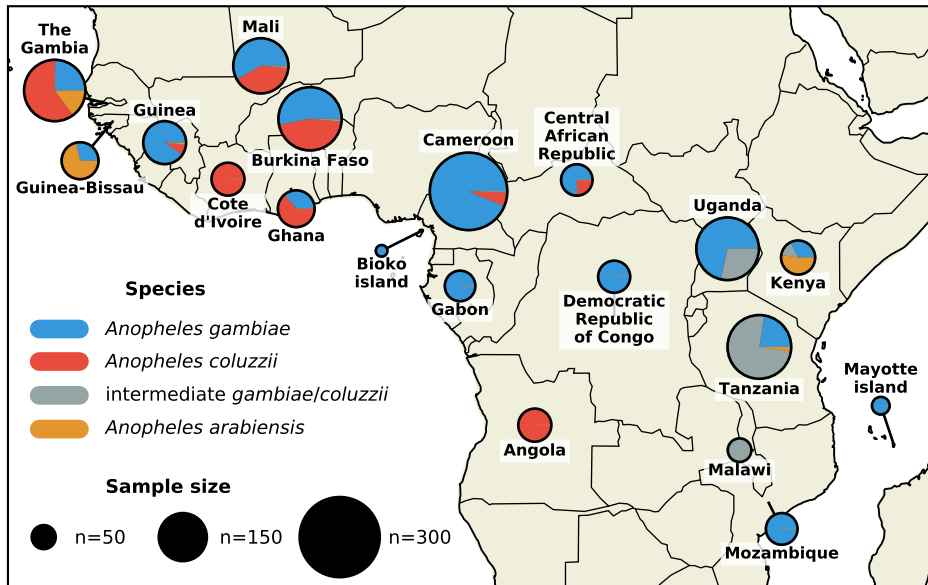 The
Gambia
Mali
Guinea
Burkina Faso
Guinea-Bissau
Cote
d'Ivoire
Ghana
Cameroon
Central
African
Republic
Uganda
Kenya
Bioko
island
Gabon
Democratic
Republic
of Congo
Tanzania
Mayotte
island
Angola
Malawi
Mozambique
Species
Anopheles gambiae
Anopheles coluzzii
intermediate gambiae/coluzzii
Anopheles arabiensis
Sample size
n=50
n=150
n=300